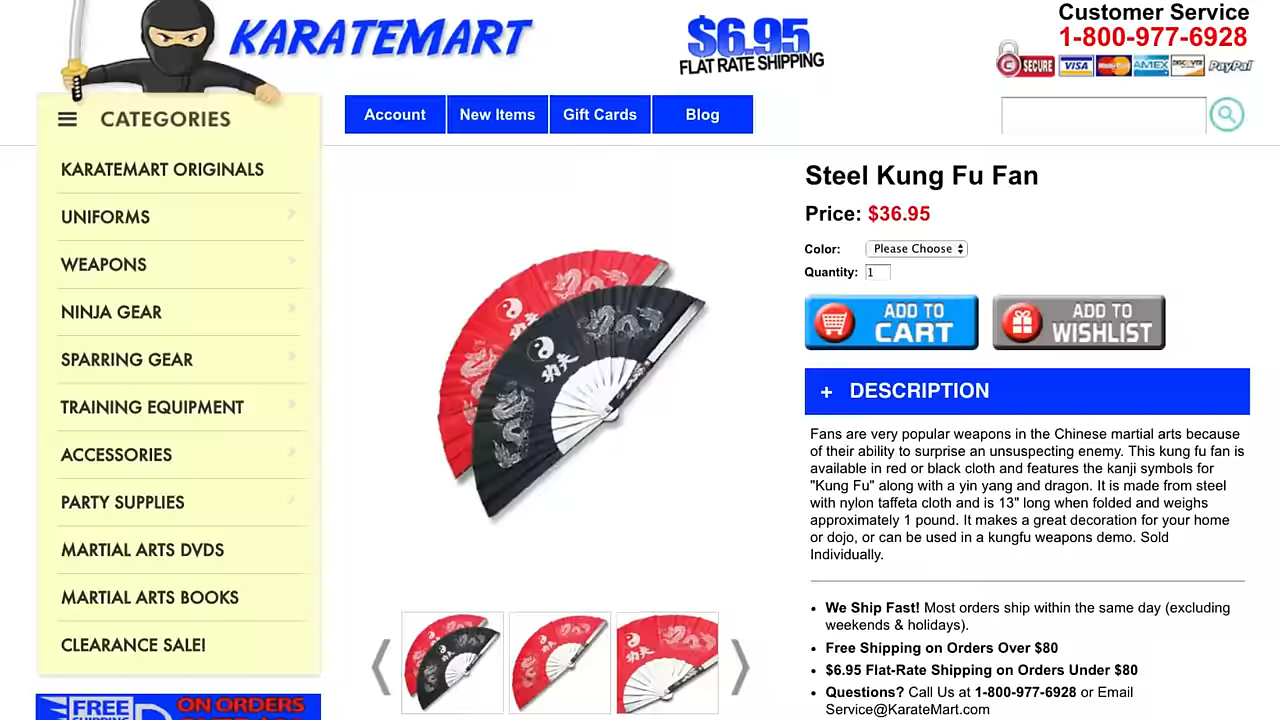 KARATEMART
$6.95
FLAT RATE SHIPPING
Customer Service
1-800-977-6928
SECURE VISA MasterCard AMEX DISCOVER PayPal
CATEGORIES
Account New Items Gift Cards Blog
KARATEMART ORIGINALS
UNIFORMS
WEAPONS
NINJA GEAR
SPARRING GEAR
TRAINING EQUIPMENT
ACCESSORIES
PARTY SUPPLIES
MARTIAL ARTS DVDS
MARTIAL ARTS BOOKS
CLEARANCE SALE!
FREE
ON ORDERS
功夫
功夫
功夫
Steel Kung Fu Fan
Price: $36.95
Color: Please Choose
Quantity: 1
ADD TO
CART
ADD TO
WISHLIST
+ DESCRIPTION
Fans are very popular weapons in the Chinese martial arts because
of their ability to surprise an unsuspecting enemy. This kung fu fan is
available in red or black cloth and features the kanji symbols for
"Kung Fu" along with a yin yang and dragon. It is made from steel
with nylon taffeta cloth and is 13" long when folded and weighs
approximately 1 pound. It makes a great decoration for your home
or dojo, or can be used in a kungfu weapons demo. Sold
Individually.
• We Ship Fast! Most orders ship within the same day (excluding
weekends & holidays).
• Free Shipping on Orders Over $80
• $6.95 Flat-Rate Shipping on Orders Under $80
• Questions? Call Us at 1-800-977-6928 or Email
Service@KarateMart.com